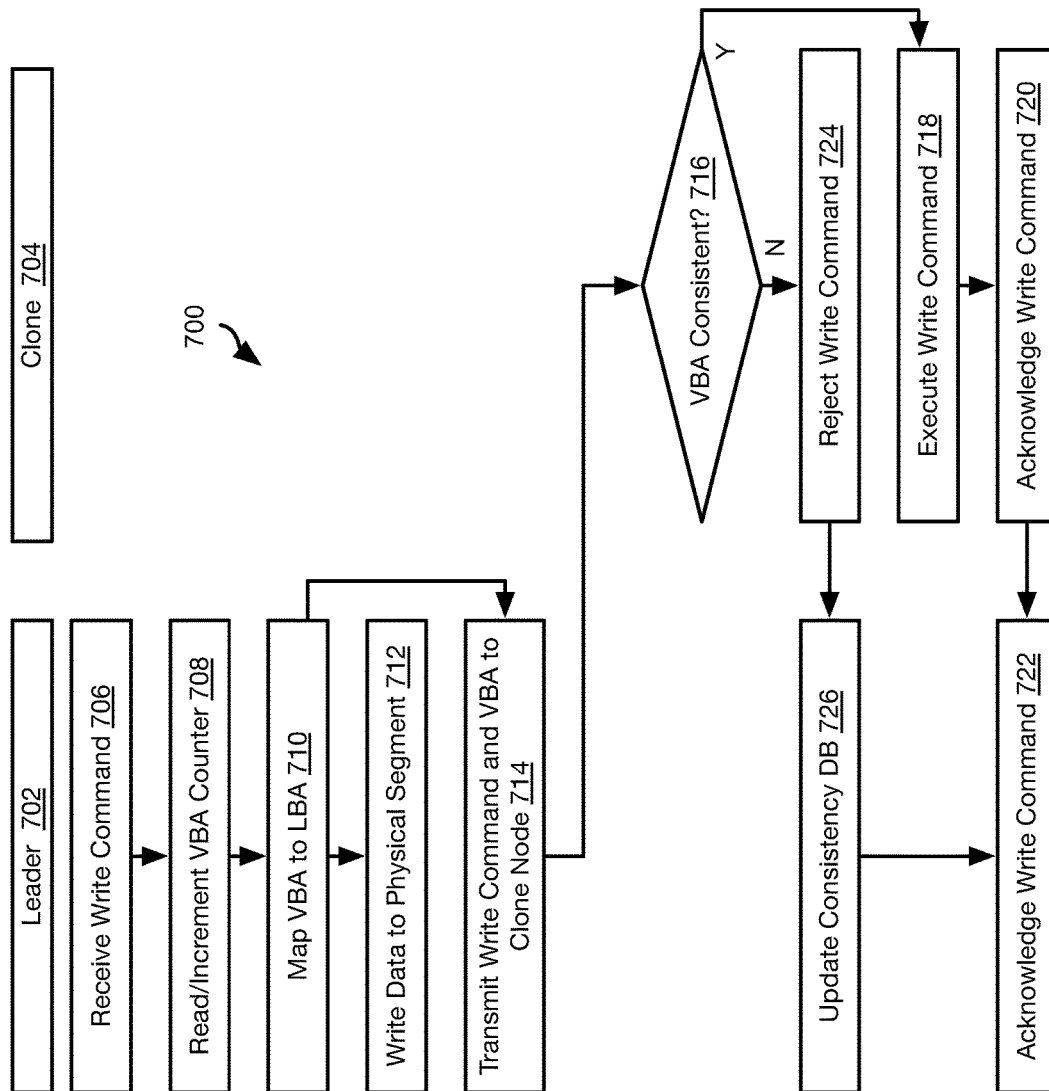 Leader 702
Clone 704
700
Receive Write Command 706
Read/Increment VBA Counter 708
Map VBA to LBA 710
Write Data to Physical Segment 712
Transmit Write Command and VBA to
Clone Node 714
VBA Consistent? 716
Y
N
Reject Write Command 724
Update Consistency DB 726
Execute Write Command 718
Acknowledge Write Command 720
Acknowledge Write Command 722